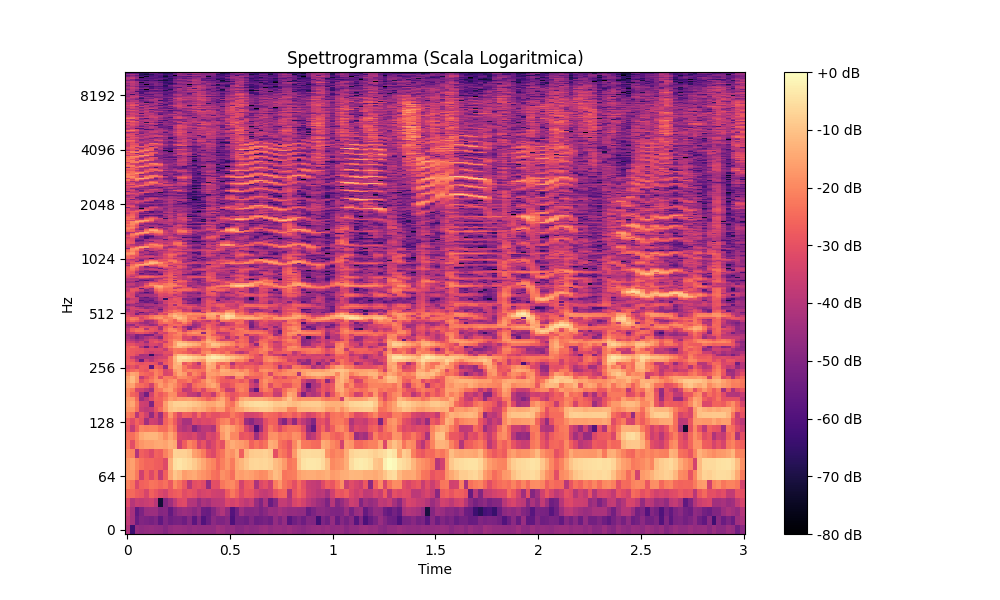 Spettrogramma (Scala Logaritmica)
+0 dB
8192
-10 dB
4096
-20 dB
2048
-30 dB
1024
-40 dB
Hz
512
-50 dB
256
-60 dB
128
-70 dB
64
0
-80 dB
0 0.5 1 1.5 2 2.5 3
Time